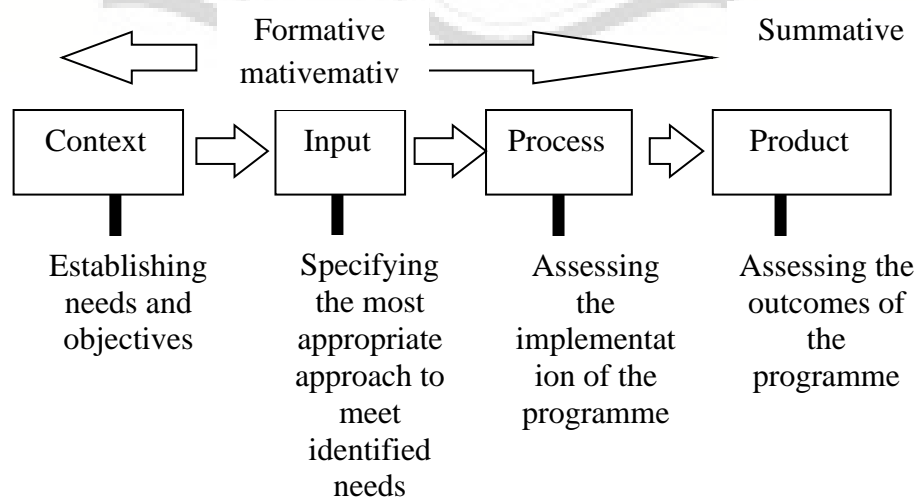 Formative
mativemativ
Summative
Context
Input
Process
Product
Establishing
needs and
objectives
Specifying
the most
appropriate
approach to
meet
identified
needs
Assessing
the
implementat
ion of the
programme
Assessing the
outcomes of
the
programme